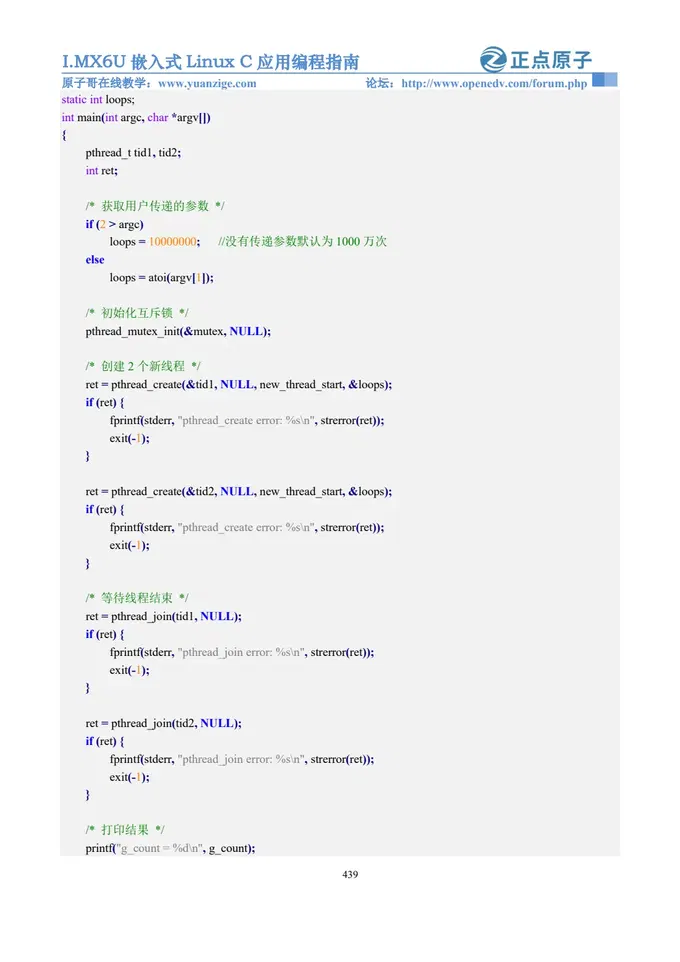 I.MX6U 嵌入式 Linux C 应用编程指南
正点原子
原子哥在线教学：www.yuanzige.com 论坛：http://www.openedv.com/forum.php
static int loops;
int main(int argc, char *argv[])
{
    pthread_t tid1, tid2;
    int ret;

    /* 获取用户传递的参数 */
    if (2 > argc)
        loops = 10000000; //没有传递参数默认为 1000 万次
    else
        loops = atoi(argv[1]);

    /* 初始化互斥锁 */
    pthread_mutex_init(&mutex, NULL);

    /* 创建 2 个新线程 */
    ret = pthread_create(&tid1, NULL, new_thread_start, &loops);
    if (ret) {
        fprintf(stderr, "pthread_create error: %s\n", strerror(ret));
        exit(-1);
    }

    ret = pthread_create(&tid2, NULL, new_thread_start, &loops);
    if (ret) {
        fprintf(stderr, "pthread_create error: %s\n", strerror(ret));
        exit(-1);
    }

    /* 等待线程结束 */
    ret = pthread_join(tid1, NULL);
    if (ret) {
        fprintf(stderr, "pthread_join error: %s\n", strerror(ret));
        exit(-1);
    }

    ret = pthread_join(tid2, NULL);
    if (ret) {
        fprintf(stderr, "pthread_join error: %s\n", strerror(ret));
        exit(-1);
    }

    /* 打印结果 */
    printf("g_count = %d\n", g_count);
439